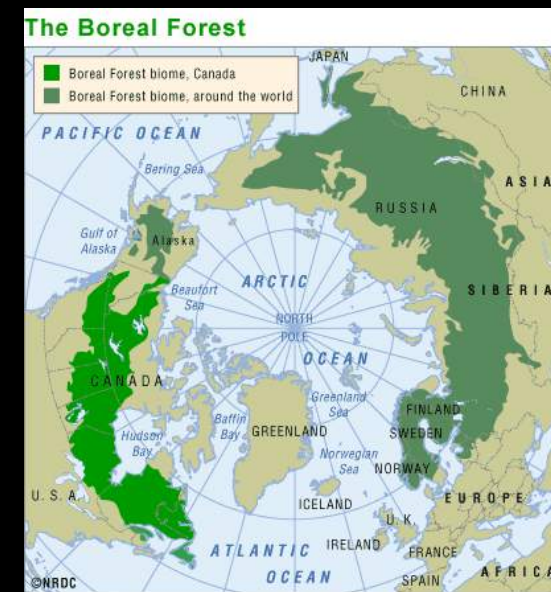 The Boreal Forest
Boreal Forest biome, Canada
Boreal Forest biome, around the world
JAPAN
CHINA
PACIFIC OCEAN
Bering Sea
ASIA
RUSSIA
Gulf of
Alaska
Alaska
Beaufort
Sea
ARCTIC
OCEAN
SIBERIA
NORTH
POLE
CANADA
Greenland
Sea
Baffin
Bay
GREENLAND
FINLAND
SWEDEN
Hudson
Bay
Norwegian
Sea
NORWAY
U.S.A.
ICELAND
EUROPE
U.K.
ATLANTIC
OCEAN
IRELAND
FRANCE
AFRICA
SPAIN
©NRDC